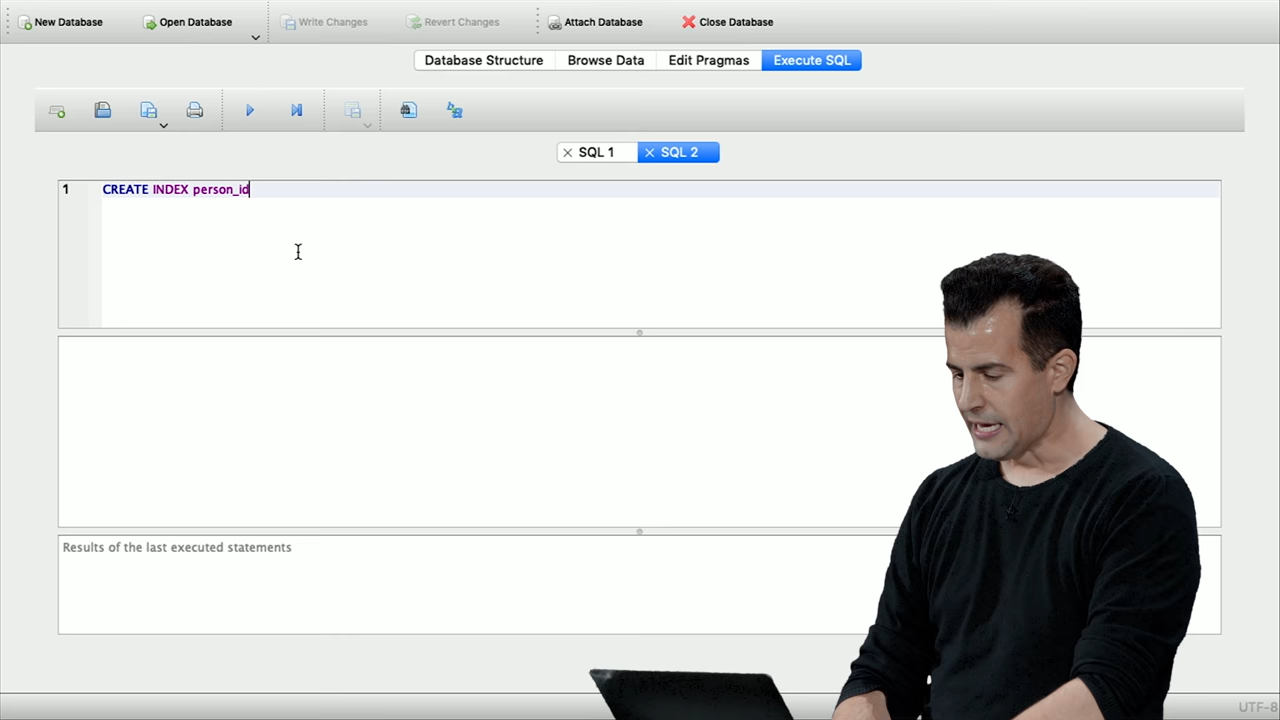 New Database Open Database Write Changes Revert Changes Attach Database Close Database
Database Structure Browse Data Edit Pragmas Execute SQL
SQL 1 SQL 2
1 CREATE INDEX person_id
Results of the last executed statements
UTF-8